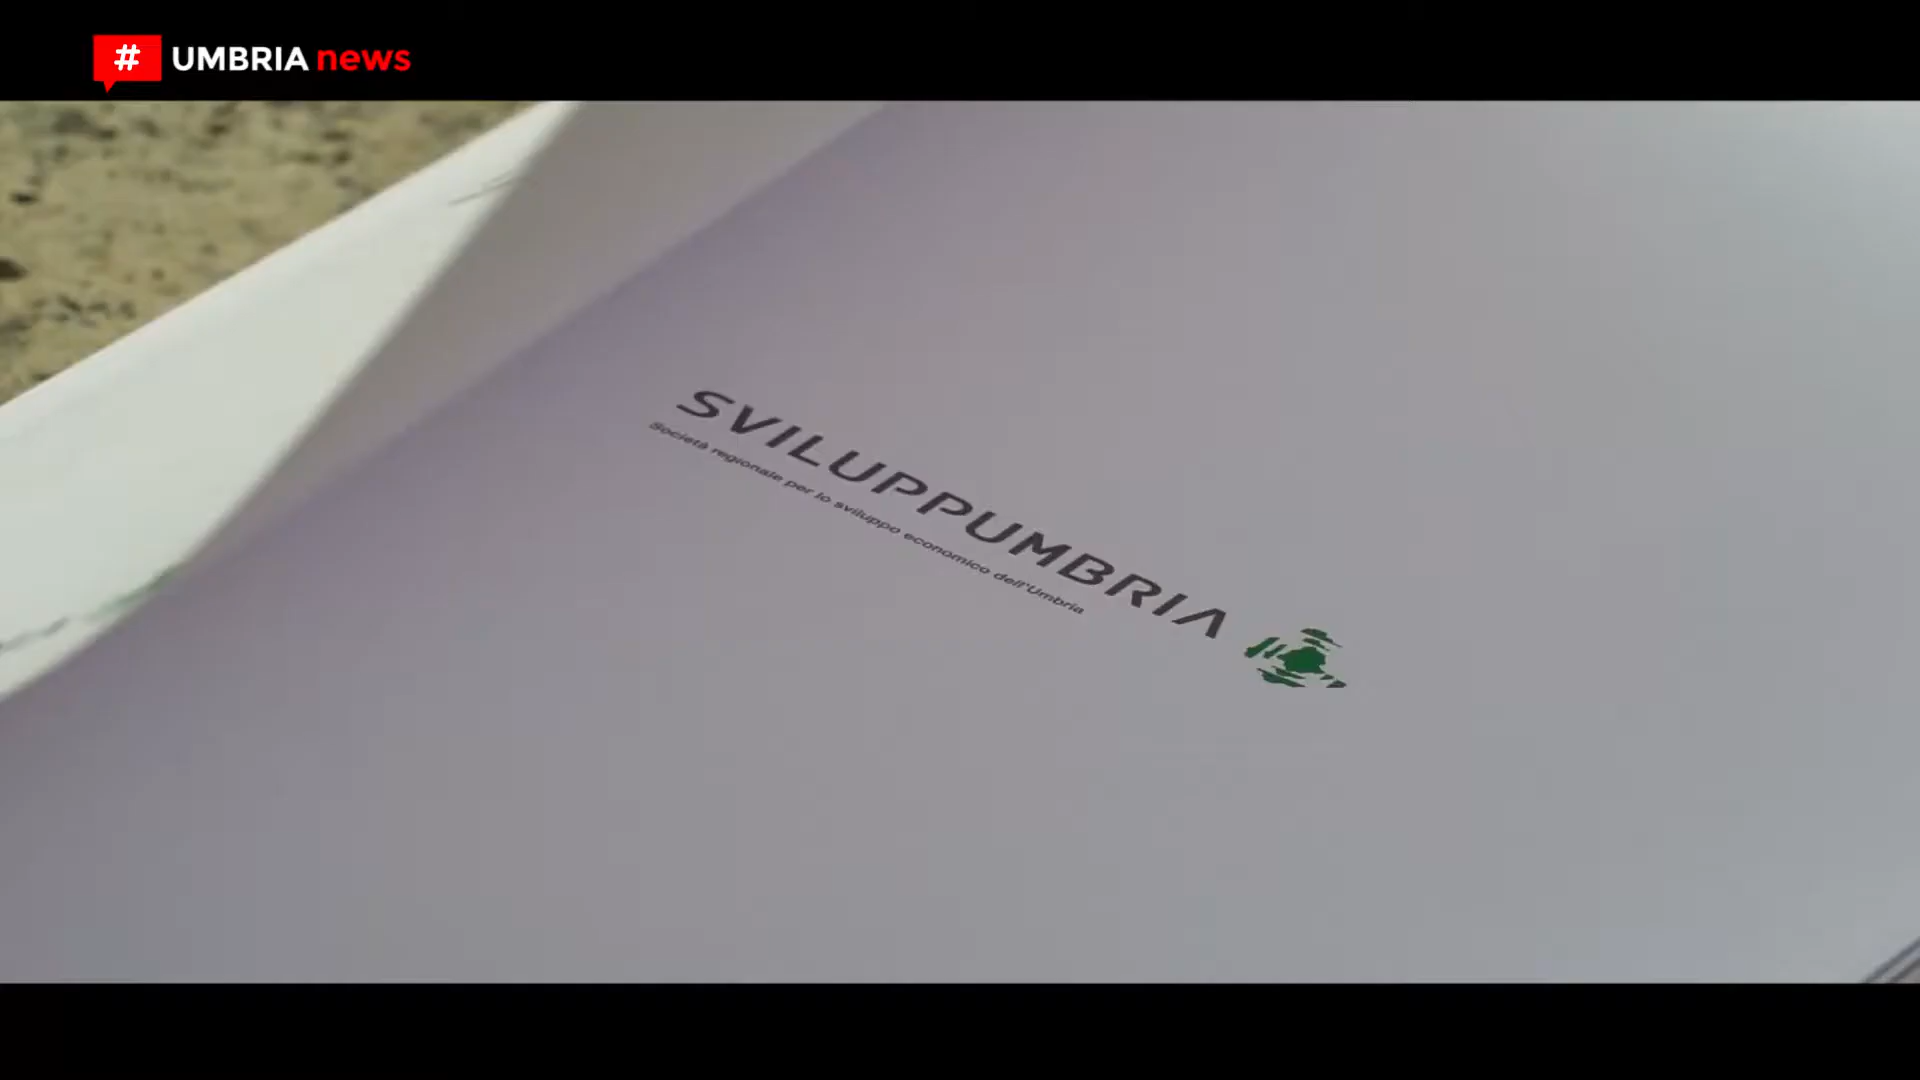 # UMBRIA news
SVILUPPUMBRIA
Società regionale per lo sviluppo economico dell'Umbria